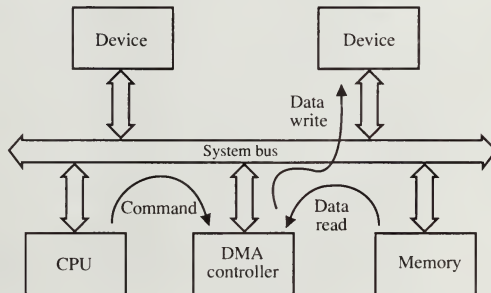 Device
Device
Data
write
System bus
Command
Data
read
CPU
DMA
controller
Memory